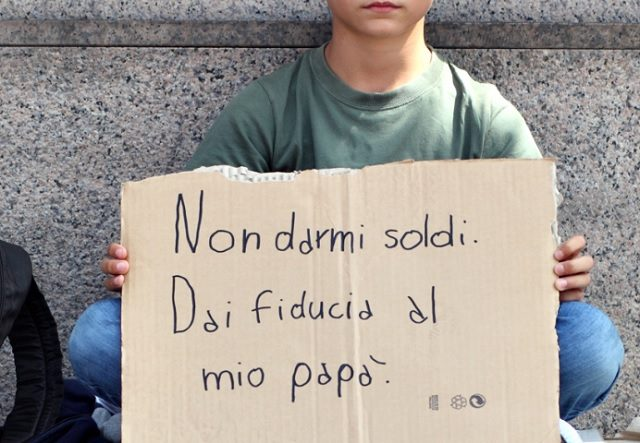 Non darmi soldi.
Dai fiducia al
mio papà.